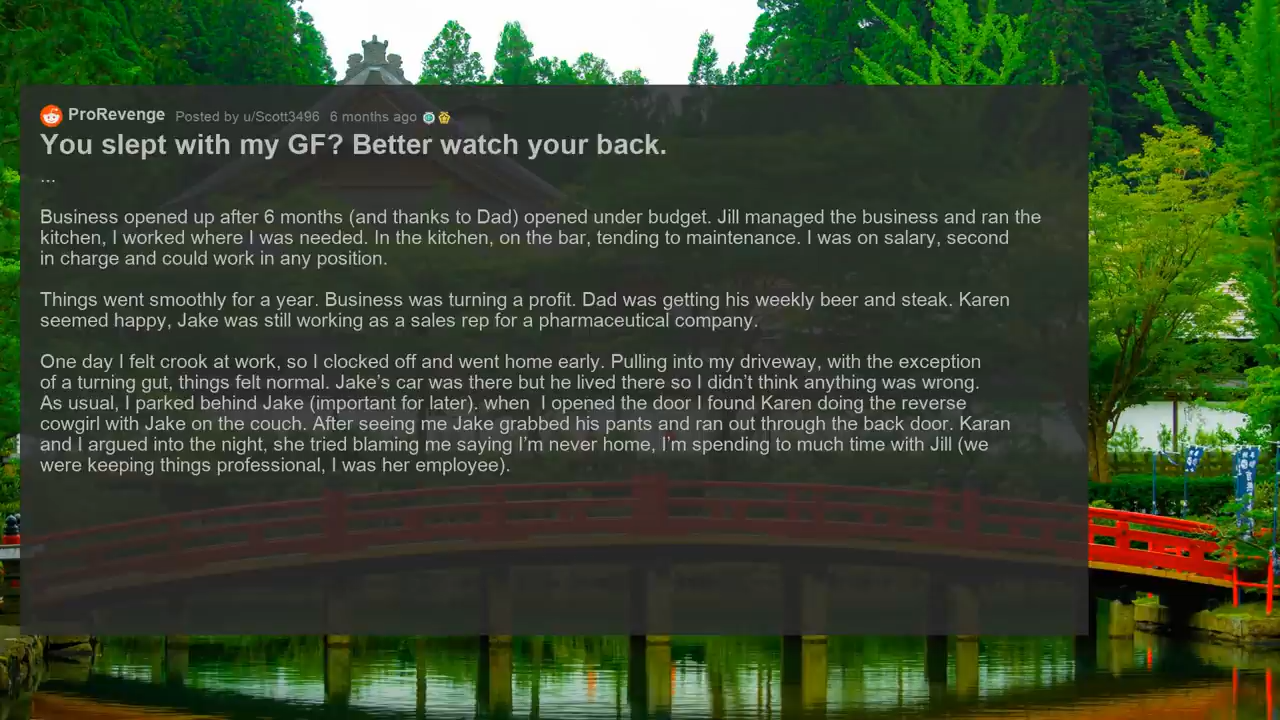 ProRevenge Posted by u/Scott3496 6 months ago
You slept with my GF? Better watch your back.
...
Business opened up after 6 months (and thanks to Dad) opened under budget. Jill managed the business and ran the
kitchen, I worked where I was needed. In the kitchen, on the bar, tending to maintenance. I was on salary, second
in charge and could work in any position.
Things went smoothly for a year. Business was turning a profit. Dad was getting his weekly beer and steak. Karen
seemed happy, Jake was still working as a sales rep for a pharmaceutical company.
One day I felt crook at work, so I clocked off and went home early. Pulling into my driveway, with the exception
of a turning gut, things felt normal. Jake's car was there but he lived there so I didn’t think anything was wrong.
As usual, I parked behind Jake (important for later). when  I opened the door I found Karen doing the reverse
cowgirl with Jake on the couch. After seeing me Jake grabbed his pants and ran out through the back door. Karan
and I argued into the night, she tried blaming me saying I’m never home, I’m spending to much time with Jill (we
were keeping things professional, I was her employee).